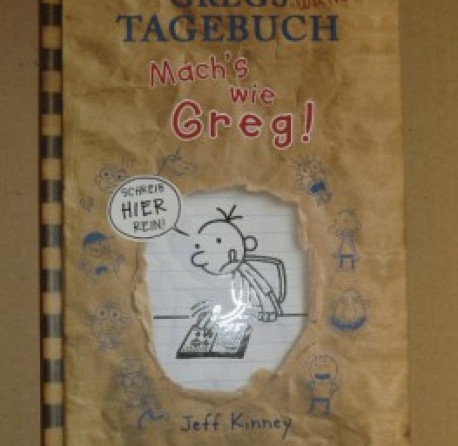 GREGS
TAGEBUCH
Mach's
wie
Greg!
SCHREIB
HIER
REIN!
Jeff Kinney